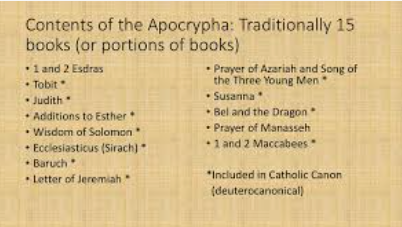 Contents of the Apocrypha: Traditionally 15
books (or portions of books)
• 1 and 2 Esdras
• Tobit *
• Judith *
• Additions to Esther *
• Wisdom of Solomon *
• Ecclesiasticus (Sirach) *
• Baruch *
• Letter of Jeremiah *
• Prayer of Azariah and Song of
the Three Young Men *
• Susanna *
• Bel and the Dragon *
• Prayer of Manasseh
• 1 and 2 Maccabees *
*Included in Catholic Canon
(deuterocanonical)